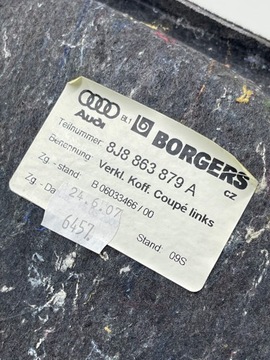 BL1 BORGERS
AUDI
Teilnummer 8J8 863 879 A
Benennung Verkl. Koff. Coupé links
CZ
Zg.-stand: B 06033466/00
Zg.-Da 24.6.07
Stand 09S
6457